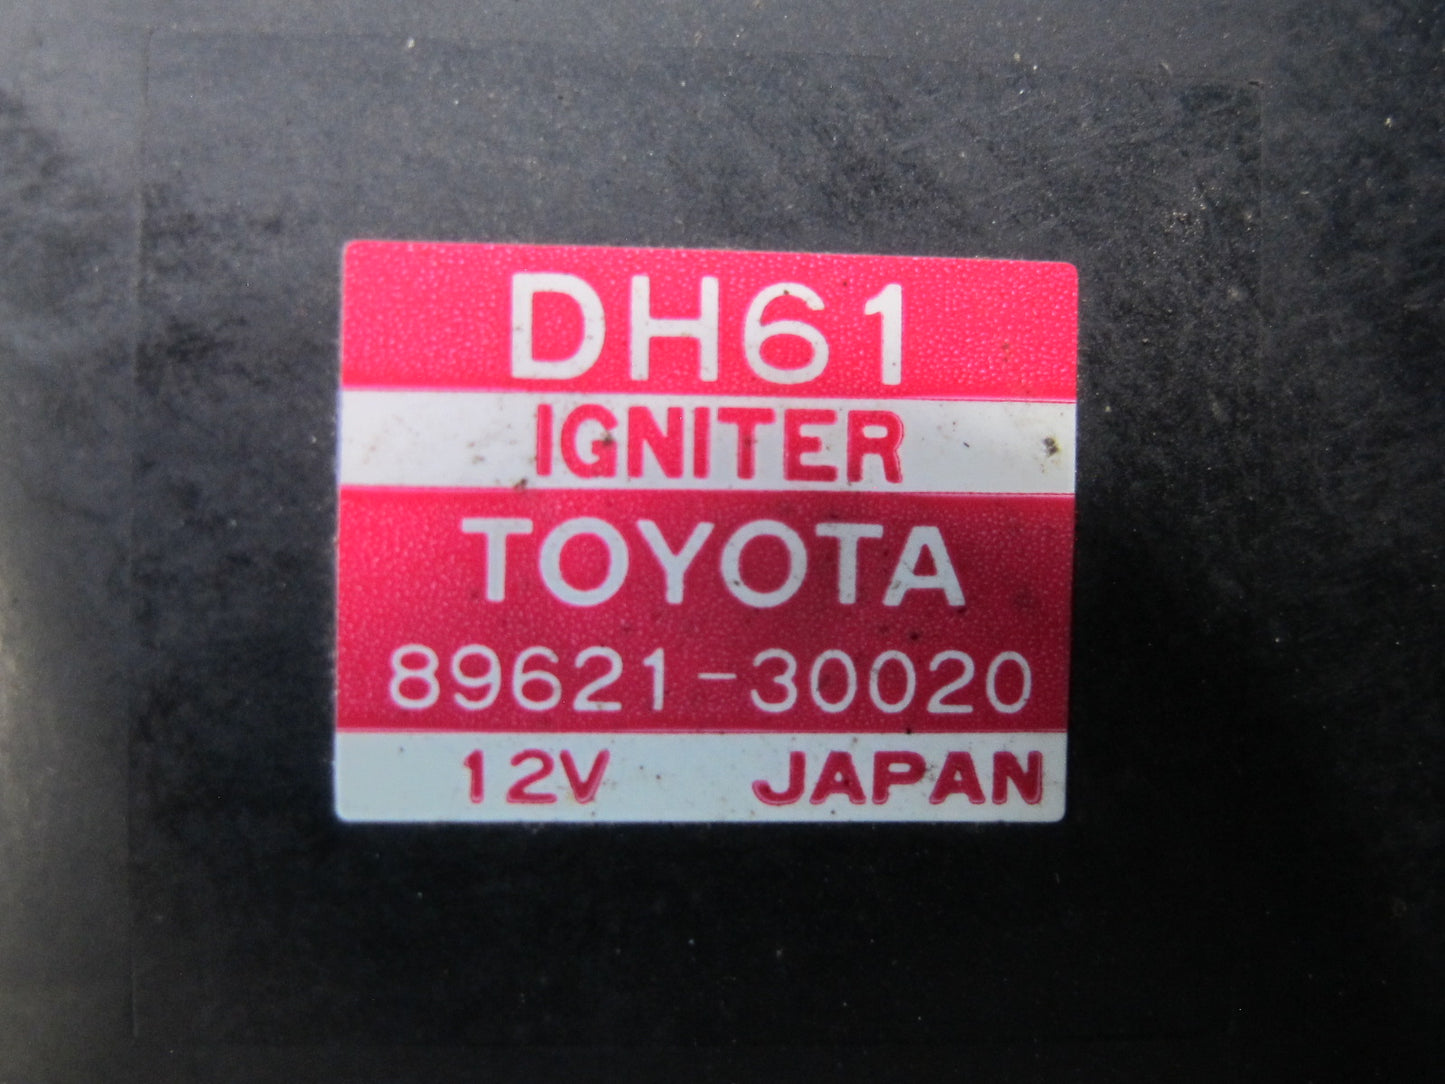 DH61
IGNITER
TOYOTA
89621-30020
12V JAPAN